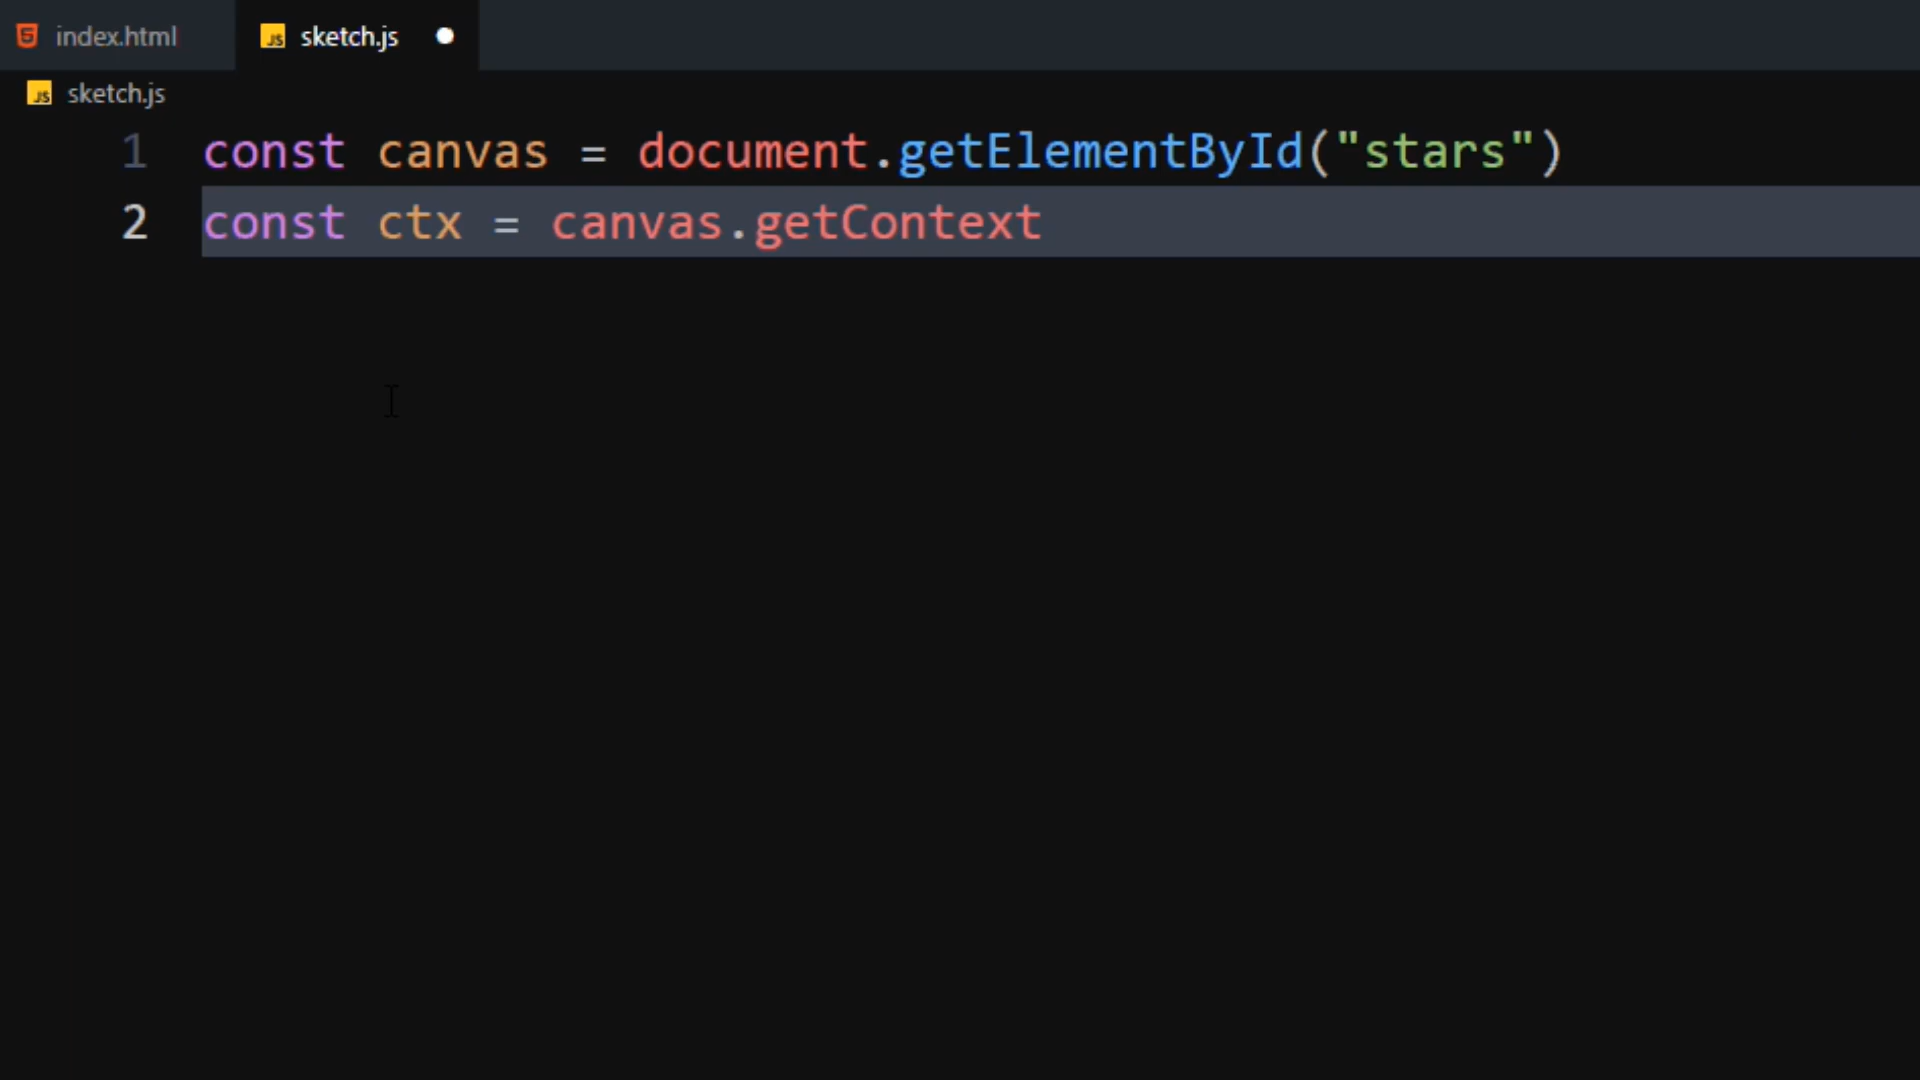 index.html sketch.js
sketch.js
1 const canvas = document.getElementById("stars")
2 const ctx = canvas.getContext